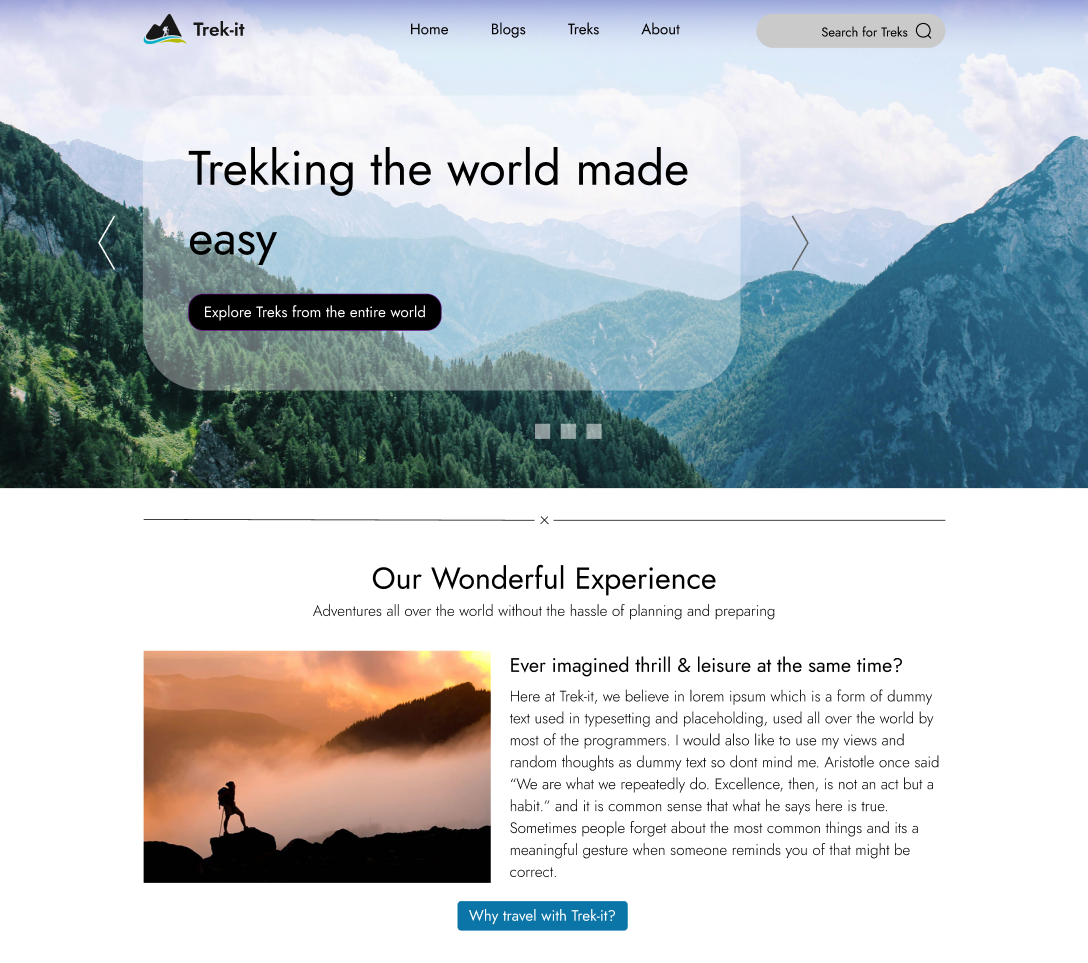 Trek-it
Home
Blogs
Treks
About
Search for Treks
Trekking the world made
easy
Explore Treks from the entire world
Our Wonderful Experience
Adventures all over the world without the hassle of planning and preparing
Ever imagined thrill & leisure at the same time?
Here at Trek-it, we believe in lorem ipsum which is a form of dummy
text used in typesetting and placeholding, used all over the world by
most of the programmers. I would also like to use my views and
random thoughts as dummy text so dont mind me. Aristotle once said
“We are what we repeatedly do. Excellence, then, is not an act but a
habit.” and it is common sense that what he says here is true.
Sometimes people forget about the most common things and its a
meaningful gesture when someone reminds you of that might be
correct.
Why travel with Trek-it?